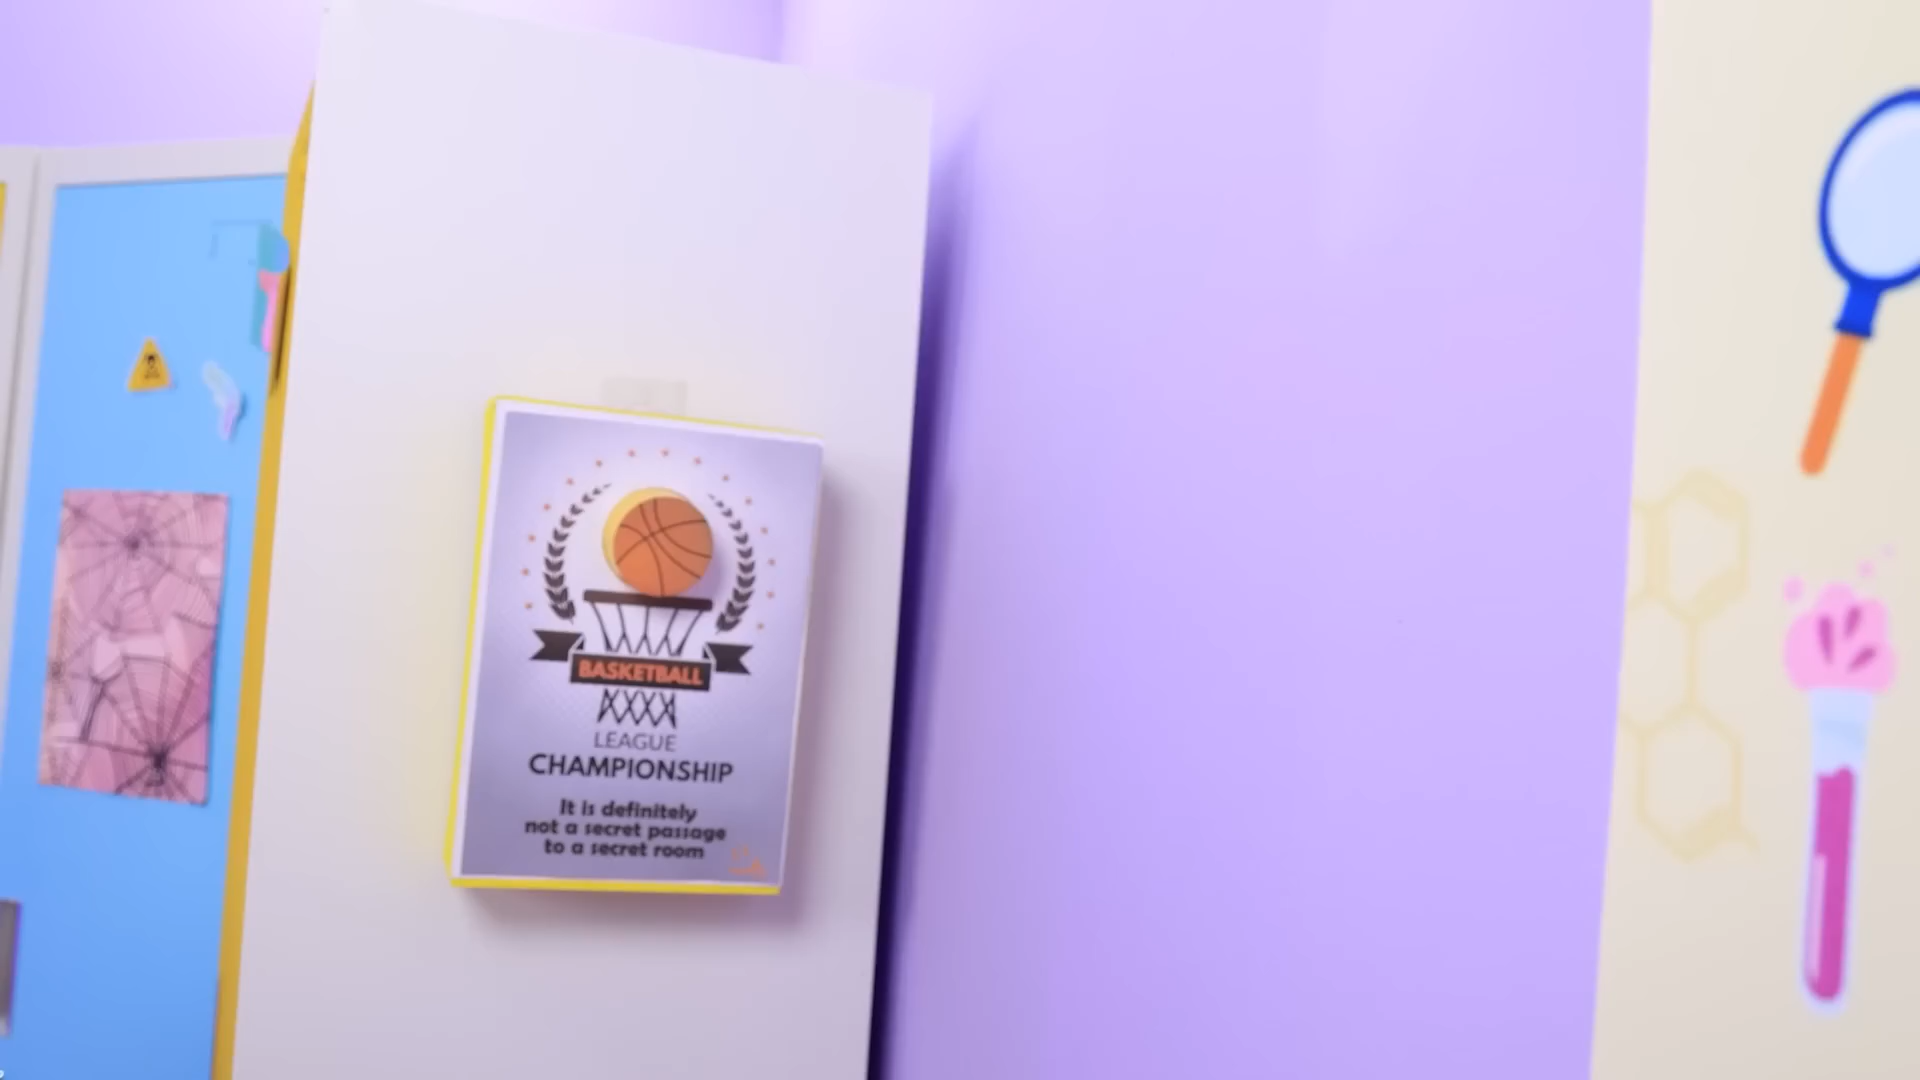 BASKETBALL
LEAGUE
CHAMPIONSHIP
It is definitely
not a secret passage
to a secret room